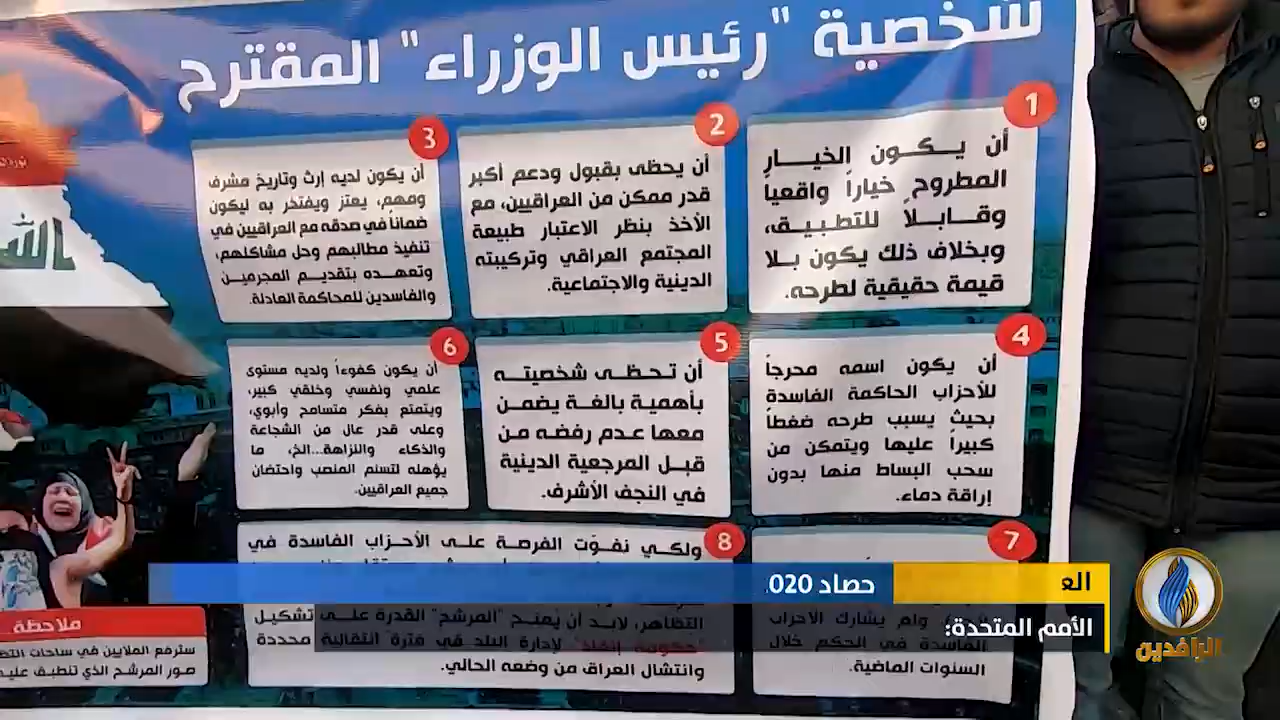 شخصية "رئيس الوزراء" المقترح
1
أن يكون الخيار
المطروح خياراً واقعياً
وقابلاً للتطبيق،
وبخلاف ذلك يكون بلا
قيمة حقيقية لطرحه.
2
أن يحظى بقبول ودعم أكبر
قدر ممكن من العراقيين، مع
الأخذ بنظر الاعتبار طبيعة
المجتمع العراقي وتركيبته
الدينية والاجتماعية.
3
أن يكون لديه إرث وتاريخ مشرف
ومهم، يعتز ويفتخر به ليكون
ضماناً في صدقه مع العراقيين في
تنفيذ مطالبهم وحل مشاكلهم،
وتعهده بتقديم المجرمين
والفاسدين للمحاكمة العادلة.
4
أن يكون اسمه محرجاً
للأحزاب الحاكمة الفاسدة
بحيث يسبب طرحه ضغطاً
كبيراً عليها ويتمكن من
سحب البساط منها بدون
إراقة دماء.
5
أن تحظى شخصيته
بأهمية بالغة يضمن
معها عدم رفضه من
قبل المرجعية الدينية
في النجف الأشرف.
6
أن يكون كفوءاً ولديه مستوى
علمي ونفسي وخلقي كبير،
ويتمتع بفكر متسامح وأبوي،
وعلى قدر عال من الشجاعة
والذكاء والنزاهة...الخ، ما
يؤهله لتسنم المنصب واحتضان
جميع العراقيين.
7
ولم يشارك الأحزاب
الفاسدة في الحكم خلال
السنوات الماضية.
8
ولكي نفوّت الفرصة على الأحزاب الفاسدة في
التظاهر، لابد أن يُمنح "المرشح" القدرة على تشكيل
"حكومة إنقاذ" لإدارة البلد في فترة انتقالية محددة
وانتشال العراق من وضعه الحالي.
ملاحظة
سترفع الملايين في ساحات
صور المرشح الذي تنطبق
الع
حصاد 020
الأمم المتحدة:
الرافدين